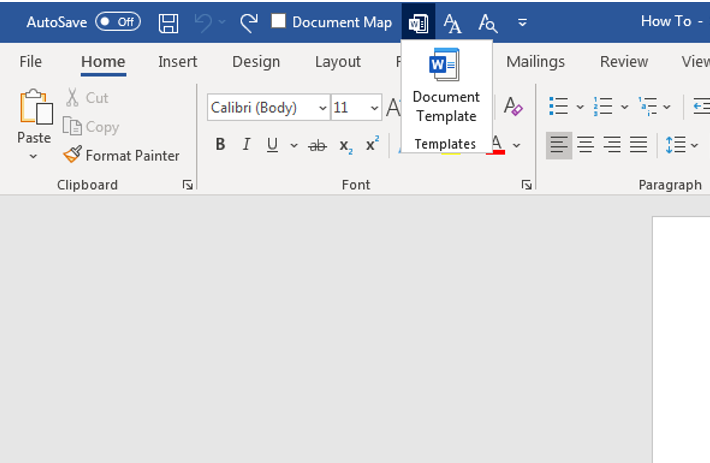 AutoSave Off Document Map How To -
File Home Insert Design Layout Mailings Review View
Document
Template
Templates
Cut
Copy
Paste
Format Painter
Calibri (Body) 11
B I U ab x2 x2 A
Clipboard Font Paragraph